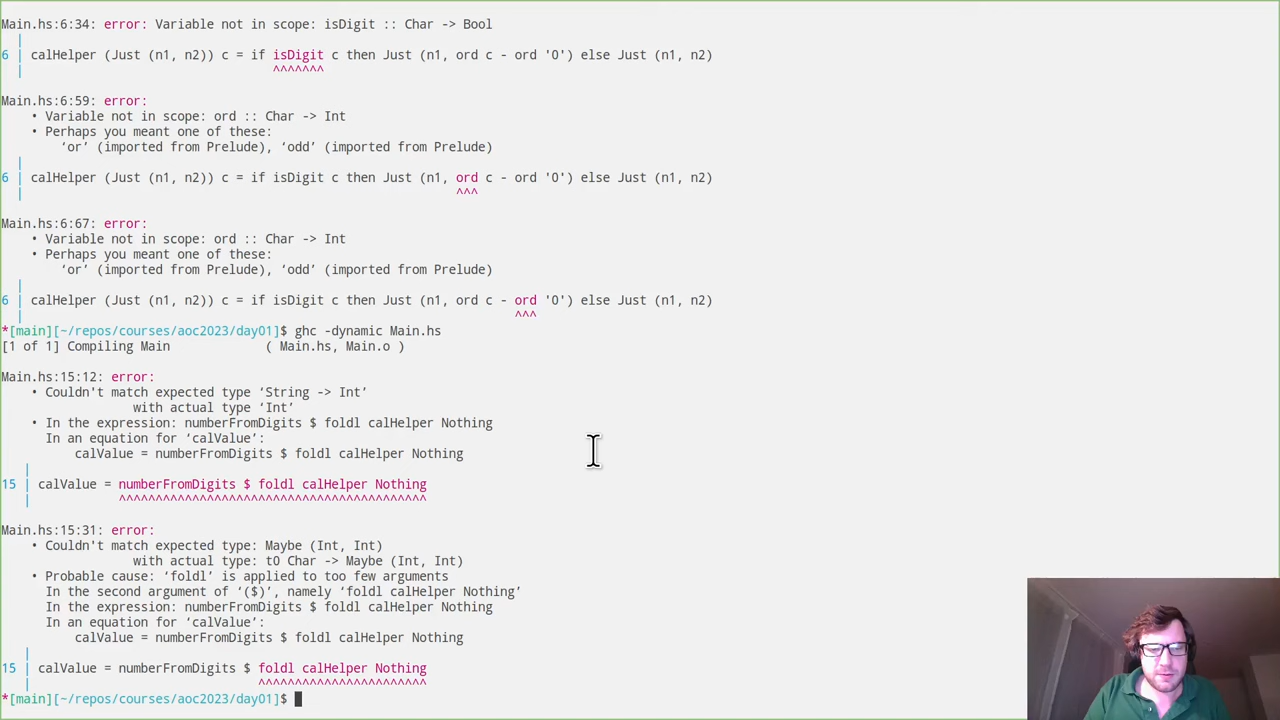 Main.hs:6:34: error: Variable not in scope: isDigit :: Char -> Bool
  |
6 | calHelper (Just (n1, n2)) c = if isDigit c then Just (n1, ord c - ord '0') else Just (n1, n2)
  |                                  ^^^^^^^
Main.hs:6:59: error:
    • Variable not in scope: ord :: Char -> Int
    • Perhaps you meant one of these:
        ‘or’ (imported from Prelude), ‘odd’ (imported from Prelude)
  |
6 | calHelper (Just (n1, n2)) c = if isDigit c then Just (n1, ord c - ord '0') else Just (n1, n2)
  |                                                           ^^^
Main.hs:6:67: error:
    • Variable not in scope: ord :: Char -> Int
    • Perhaps you meant one of these:
        ‘or’ (imported from Prelude), ‘odd’ (imported from Prelude)
  |
6 | calHelper (Just (n1, n2)) c = if isDigit c then Just (n1, ord c - ord '0') else Just (n1, n2)
  |                                                                   ^^^
*[main][~/repos/courses/aoc2023/day01]$ ghc -dynamic Main.hs
[1 of 1] Compiling Main             ( Main.hs, Main.o )
Main.hs:15:12: error:
    • Couldn't match expected type ‘String -> Int’
                  with actual type ‘Int’
    • In the expression: numberFromDigits $ foldl calHelper Nothing
      In an equation for ‘calValue’:
          calValue = numberFromDigits $ foldl calHelper Nothing
   |
15 | calValue = numberFromDigits $ foldl calHelper Nothing
   |            ^^^^^^^^^^^^^^^^^^^^^^^^^^^^^^^^^^^^^^^^^^
Main.hs:15:31: error:
    • Couldn't match expected type: Maybe (Int, Int)
                  with actual type: t0 Char -> Maybe (Int, Int)
    • Probable cause: ‘foldl’ is applied to too few arguments
      In the second argument of ‘($)’, namely ‘foldl calHelper Nothing’
      In the expression: numberFromDigits $ foldl calHelper Nothing
      In an equation for ‘calValue’:
          calValue = numberFromDigits $ foldl calHelper Nothing
   |
15 | calValue = numberFromDigits $ foldl calHelper Nothing
   |                               ^^^^^^^^^^^^^^^^^^^^^^^
*[main][~/repos/courses/aoc2023/day01]$